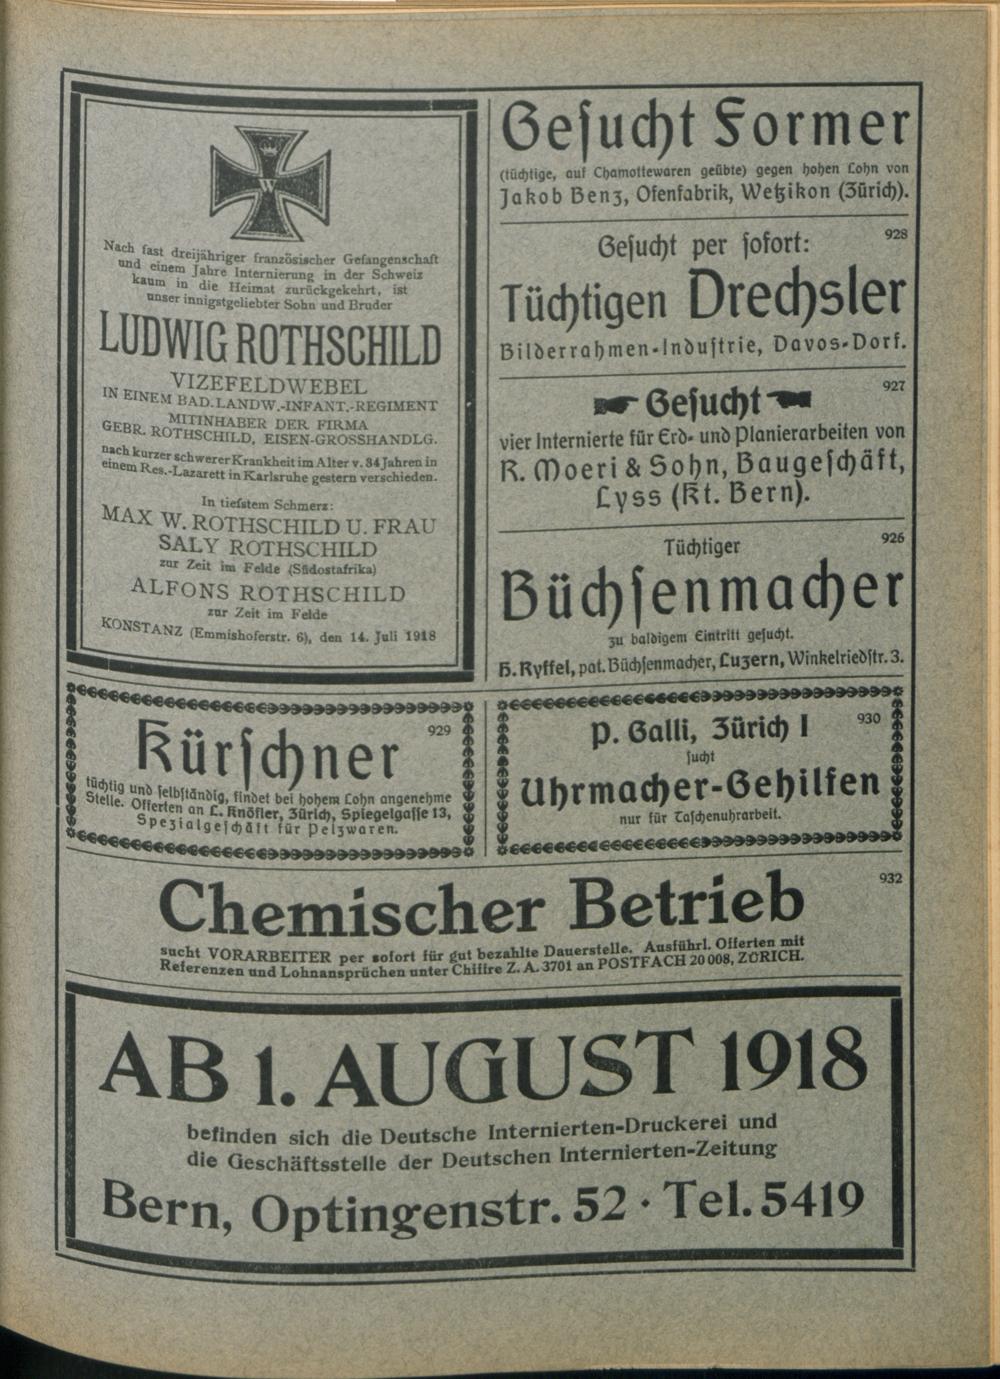 W
Nach fast dreijähriger französischer Gefangenschaft
und einem Jahre Internierung in der Schweiz
kaum in die Heimat zurückgekehrt, ist
unser innigstgeliebter Sohn und Bruder
LUDWIG ROTHSCHILD
VIZEFELDWEBEL
IN EINEM BAD. LANDW.-INFANT.-REGIMENT
MITINHABER DER FIRMA
GEBR. ROTHSCHILD, EISEN-GROSSHANDLG.
nach kurzer schwerer Krankheit im Alter v. 34 Jahren in
einem Res.-Lazarett in Karlsruhe gestern verschieden.
In tiefstem Schmerz:
MAX W. ROTHSCHILD U. FRAU
SALY ROTHSCHILD
zur Zeit im Felde (Südostafrika)
ALFONS ROTHSCHILD
zur Zeit im Felde
KONSTANZ (Emmishoferstr. 6), den 14. Juli 1918
Gesucht Former
(tüchtige, auf Chamottewaren geübte) gegen hohen Lohn von
Jakob Benz, Ofenfabrik, Wetzikon (Zürich).
928
Gesucht per sofort:
Tüchtigen Drechsler
Bilderrahmen-Industrie, Davos-Dorf.
927
Gesucht
vier Internierte für Erd- und Planierarbeiten von
R. Moeri & Sohn, Baugeschäft,
Lyss (Kt. Bern).
926
Tüchtiger
Büchsenmacher
zu baldigem Eintritt gesucht.
H. Ryffel, pat. Büchsenmacher, Luzern, Winkelriedstr. 3.
929
Kürschner
tüchtig und selbständig, findet bei hohem Lohn angenehme
Stelle. Offerten an L. Knöfler, Zürich, Spiegelgasse 13,
Spezialgeschäft für Pelzwaren.
930
P. Galli, Zürich I
sucht
Uhrmacher-Gehilfen
nur für Taschenuhrarbeit.
932
Chemischer Betrieb
sucht VORARBEITER per sofort für gut bezahlte Dauerstelle. Ausführl. Offerten mit
Referenzen und Lohnansprüchen unter Chiffre Z. A. 3701 an POSTFACH 20 008, ZÜRICH.
AB 1. AUGUST 1918
befinden sich die Deutsche Internierten-Druckerei und
die Geschäftsstelle der Deutschen Internierten-Zeitung
Bern, Optingenstr. 52 · Tel. 5419